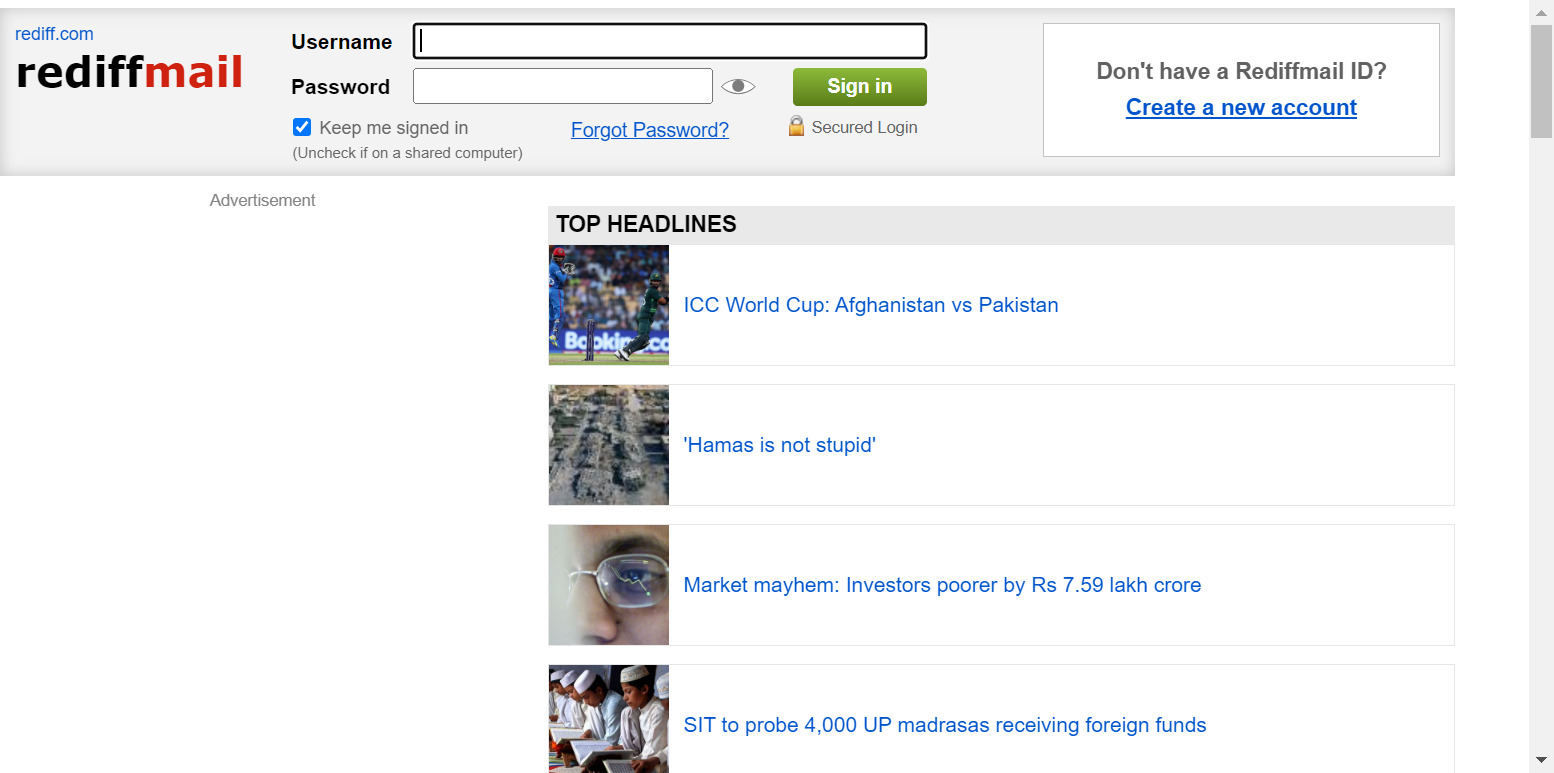 rediff.com
rediffmail
Username
Password
Sign in
Keep me signed in
Forgot Password?
Secured Login
(Uncheck if on a shared computer)
Don't have a Rediffmail ID?
Create a new account
Advertisement
TOP HEADLINES
ICC World Cup: Afghanistan vs Pakistan
'Hamas is not stupid'
Market mayhem: Investors poorer by Rs 7.59 lakh crore
SIT to probe 4,000 UP madrasas receiving foreign funds